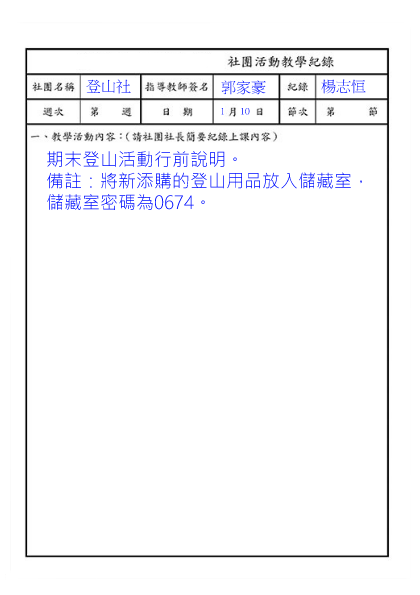 社團活動教學紀錄
社團名稱 登山社 指導教師簽名 郭家豪 紀錄 楊志恒
週次 第 週 日 期 1 月 10 日 節次 第 節
一、教學活動內容：(請社團社長簡要紀錄上課內容)
期末登山活動行前說明。
備註：將新添購的登山用品放入儲藏室，
儲藏室密碼為0674。